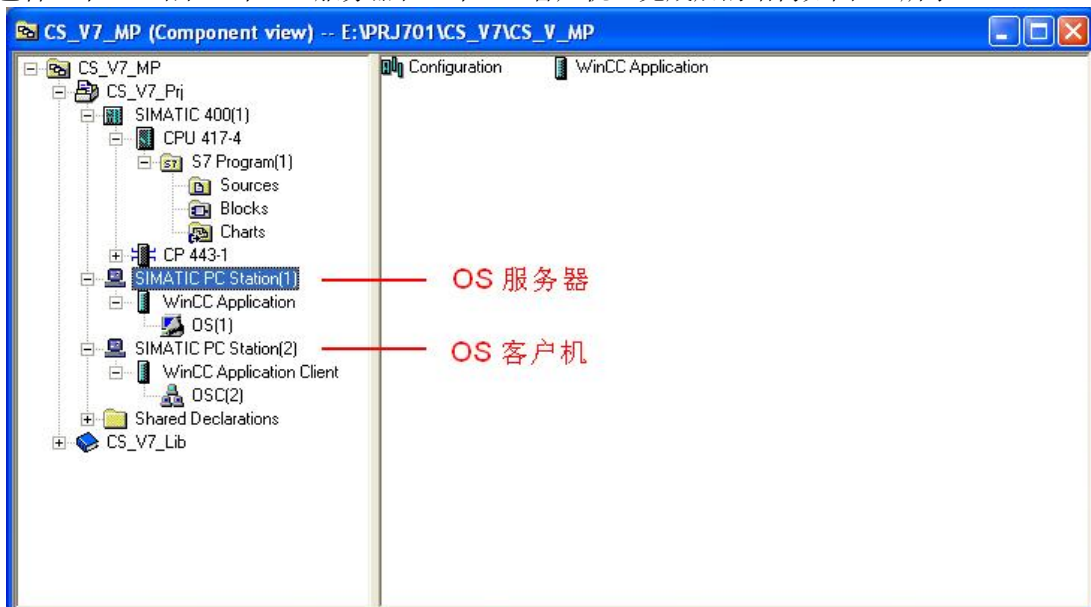 CS_V7_MP (Component view) -- E:\PRJ701\CS_V7\CS_V_MP
CS_V7_MP
Configuration
WinCC Application
CS_V7_Prj
SIMATIC 400(1)
CPU 417-4
S7 Program(1)
Sources
Blocks
Charts
CP 443-1
SIMATIC PC Station(1)
OS 服务器
WinCC Application
OS(1)
SIMATIC PC Station(2)
OS 客户机
WinCC Application Client
OSC(2)
Shared Declarations
CS_V7_Lib